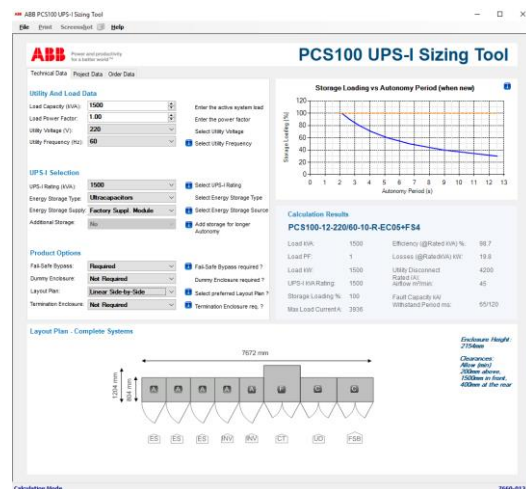 ABB PCS100 UPS-I Sizing Tool
File Print Screenshot Help
ABB Power and productivity for a better world™
PCS100 UPS-I Sizing Tool
Technical Data Project Data Order Data
Utility And Load Data
Load Capacity (kVA): 1500 Enter the active system load
Load Power Factor: 1.00 Enter the power factor
Utility Voltage (V): 220 Select Utility Voltage
Utility Frequency (Hz): 60 Select Utility Frequency
UPS-I Selection
UPS-I Rating (kVA): 1500 Select UPS-I Rating
Energy Storage Type: Ultracapacitors Select Energy Storage Type
Energy Storage Supply: Factory Suppl. Module Select Energy Storage Source
Additional Storage: No Add storage for longer Autonomy
Product Options
Fail-Safe Bypass: Required Fail-Safe Bypass required ?
Dummy Enclosure: Not Required Dummy Enclosure required ?
Layout Plan: Linear Side-by-Side Select preferred Layout Plan ?
Termination Enclosure: Not Required Termination Enclosure req. ?
Storage Loading vs Autonomy Period (when new)
Storage Loading (%)
120
100
80
60
40
20
0
0 1 2 3 4 5 6 7 8 9 10 11 12 13
Autonomy Period (s)
Calculation Results
PCS100-12-220/60-10-R-EC05+FS4
Load kVA: 1500 Efficiency (@Rated kVA) %: 98.7
Load PF: 1 Losses (@RatedkVA) kW: 19.8
Load kW: 1500 Utility Disconnect Rated (A): 4200
UPS-I kVA Rating: 1500 Airflow m³/min: 45
Storage Loading %: 100 Fault Capacity kA/ Withstand Period ms: 55/120
Max Load Current A: 3936
Layout Plan - Complete Systems
7672 mm
1204 mm
804 mm
A A A A A F C C
ES ES ES INV INV CT UD FSB
Enclosure Height:
2154mm
Clearances:
Allow (min)
200mm above.
1500mm in front.
400mm at the rear
Calculation Mode 7660-013